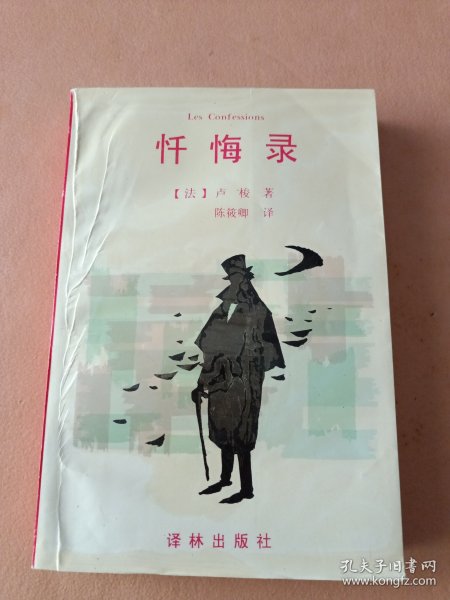 Les Confessions
忏悔录
【法】卢梭 著
陈筱卿 译
译林出版社
孔夫子旧书网
www.kongfz.com